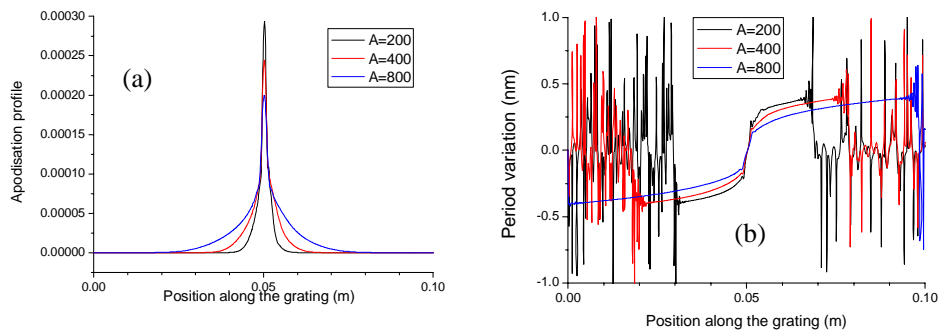 0.00030
0.00025
0.00020
0.00015
0.00010
0.00005
0.00000
Apodisation profile
(a)
A=200
A=400
A=800
0.00
0.05
0.10
Position along the grating (m)
1.0
0.5
0.0
-0.5
-1.0
Period variation (nm)
A=200
A=400
A=800
(b)
0.00
0.05
0.10
Position along the grating (m)